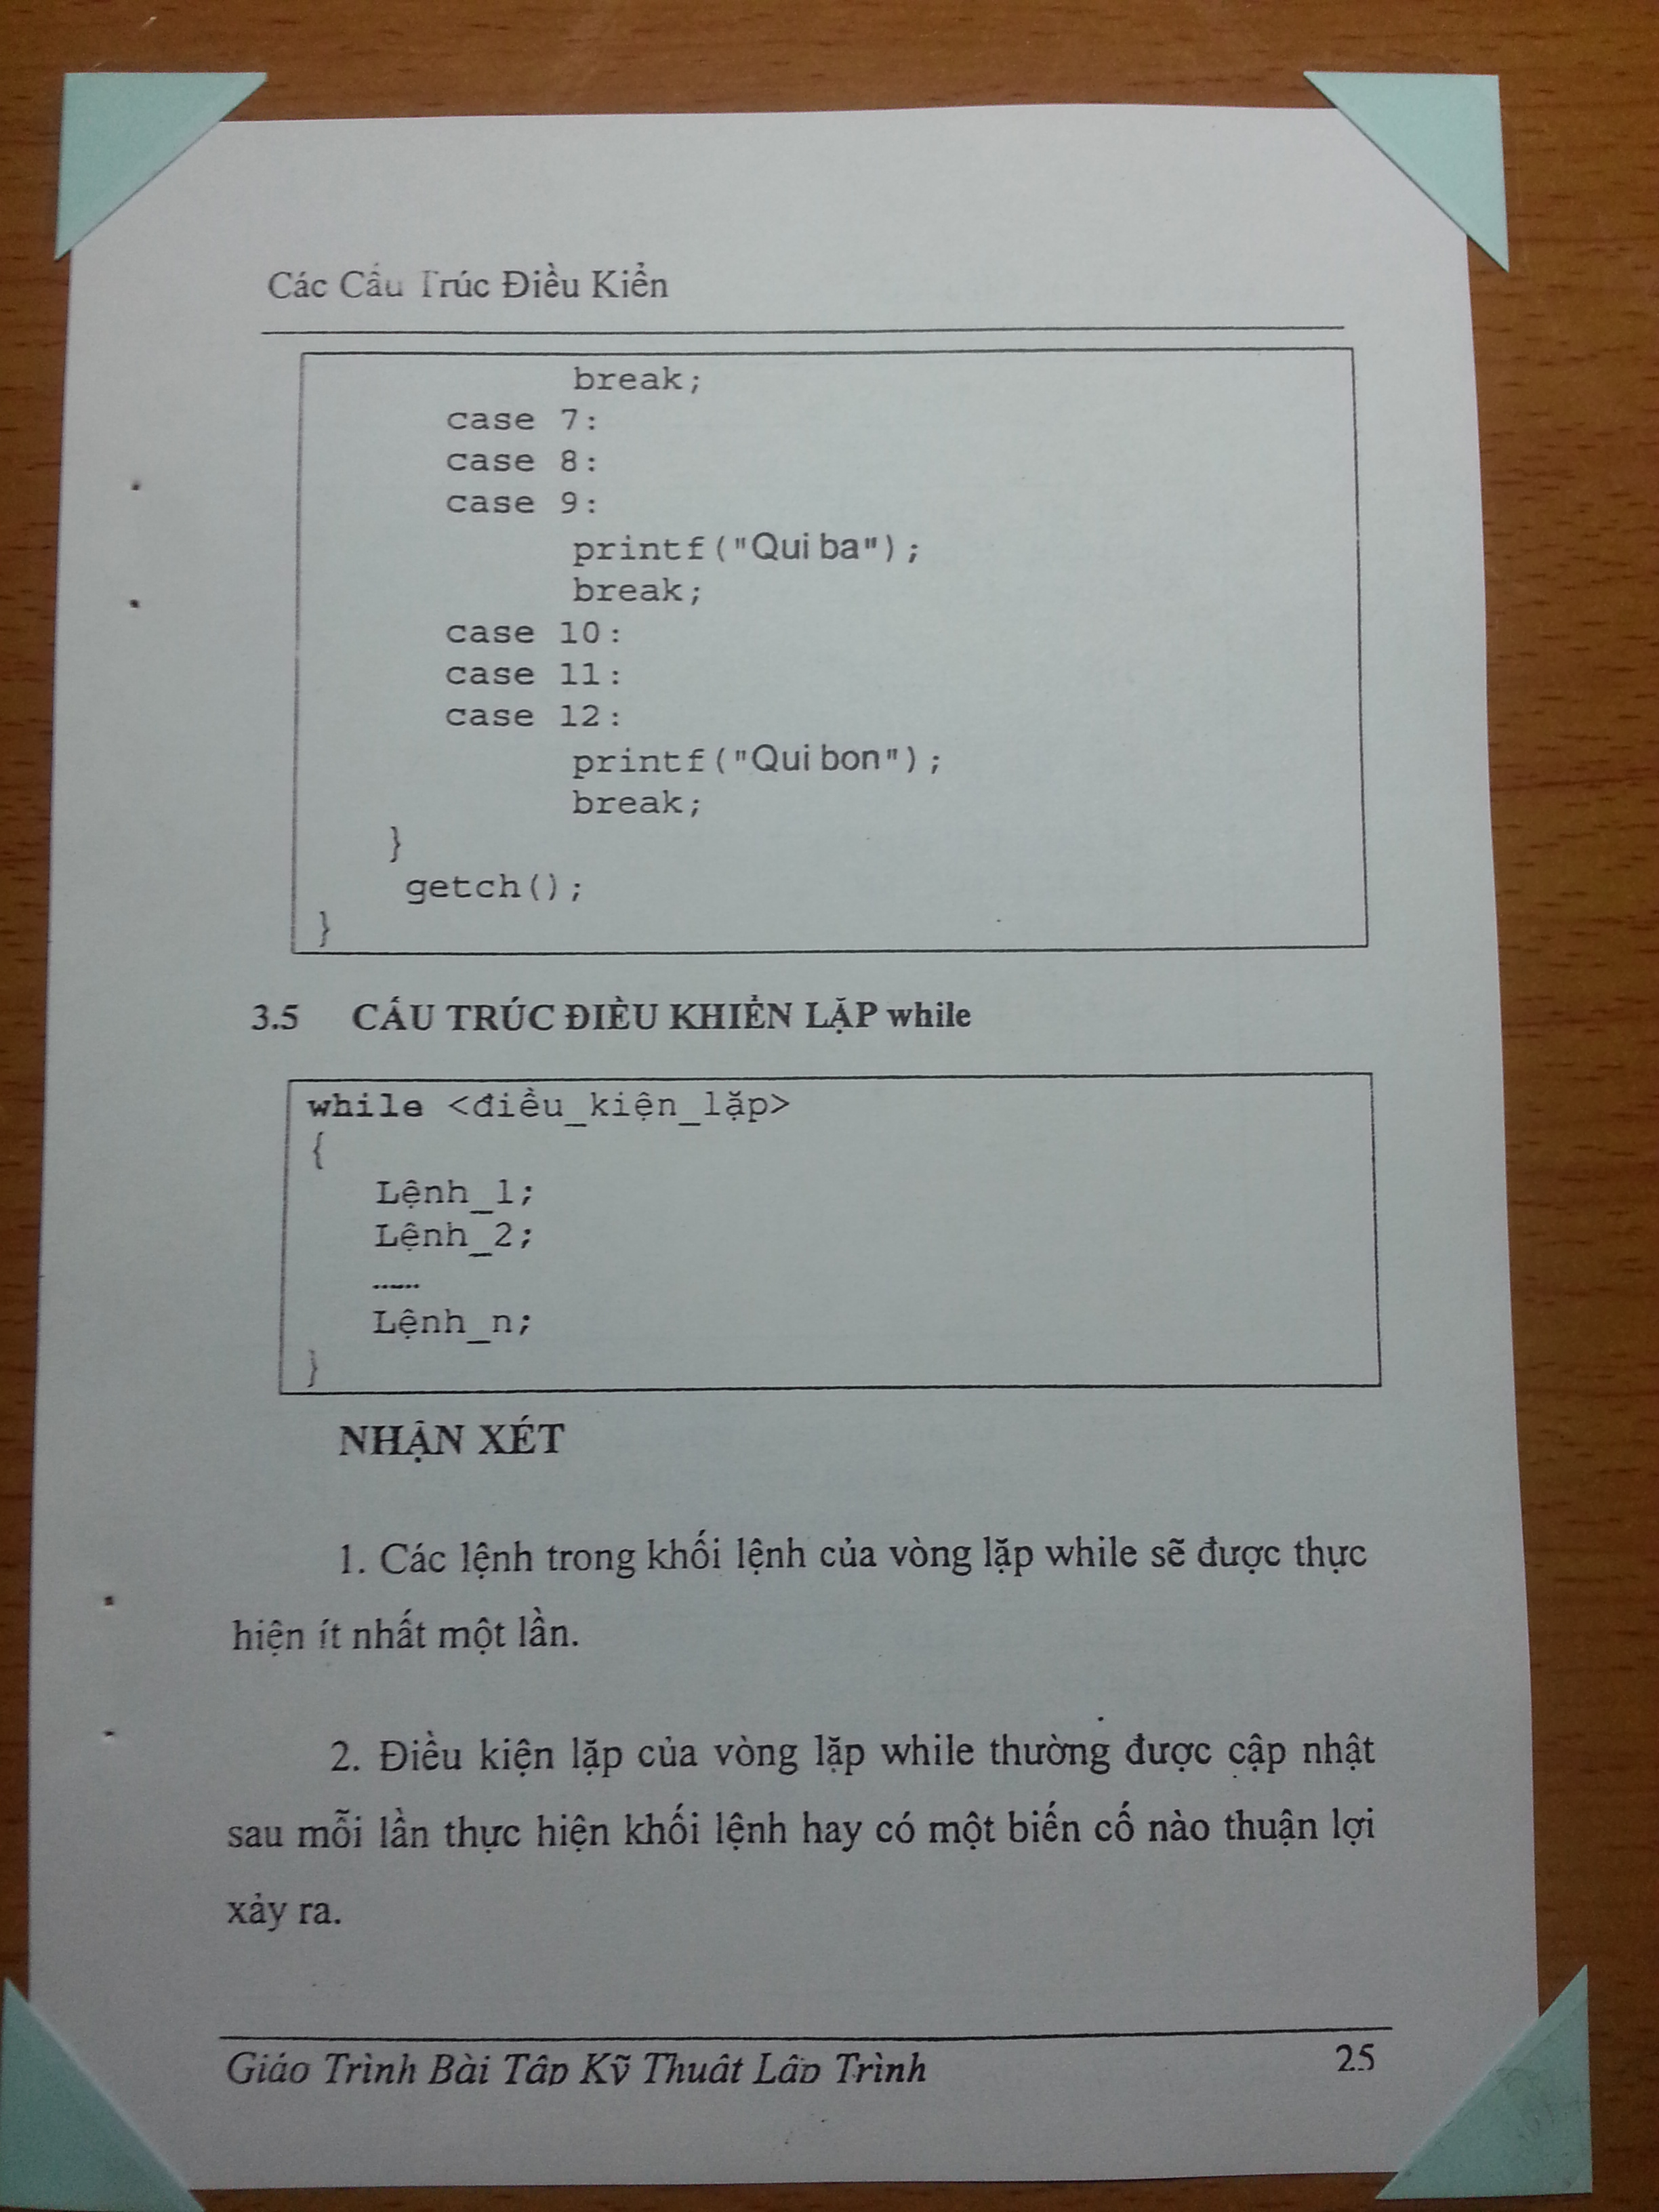 Các Cấu Trúc Điều Kiển
break;
case 7:
case 8:
case 9:
printf("Qui ba");
break;
case 10:
case 11:
case 12:
printf("Qui bon");
break;
}
getch();
}
3.5 CẤU TRÚC ĐIỀU KHIỂN LẶP while
while <điều_kiện_lặp>
{
Lệnh_1;
Lệnh_2;
......
Lệnh_n;
}
NHẬN XÉT
1. Các lệnh trong khối lệnh của vòng lặp while sẽ được thực
hiện ít nhất một lần.
2. Điều kiện lặp của vòng lặp while thường được cập nhật
sau mỗi lần thực hiện khối lệnh hay có một biến cố nào thuận lợi
xảy ra.
Giáo Trình Bài Tập Kỹ Thuật Lập Trình 25